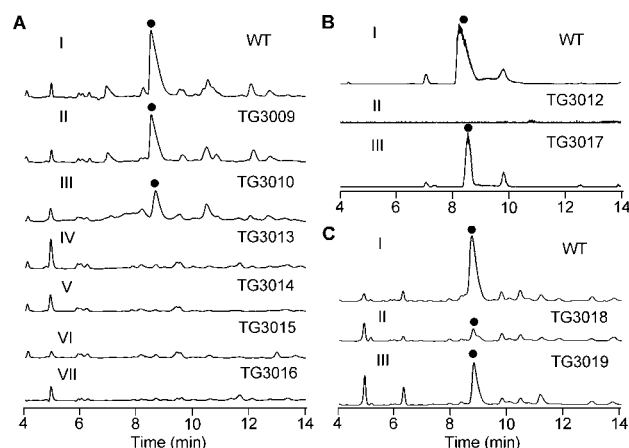 A
I
WT
II
TG3009
III
TG3010
IV
TG3013
V
TG3014
TG3015
VI
VII
TG3016
4 6 8 10 12 14
Time (min)
B
I
WT
II
TG3012
III
TG3017
4 6 8 10 12 14
C
I
WT
II
TG3018
III
TG3019
4 6 8 10 12 14
Time (min)